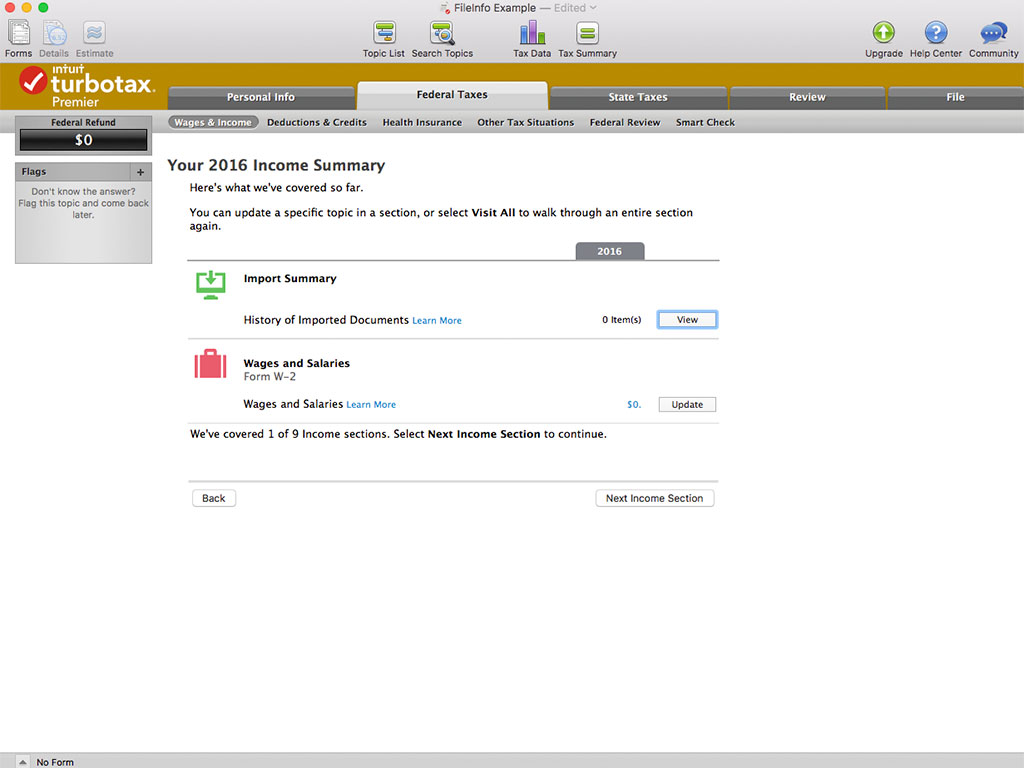 FileInfo Example — Edited
Forms Details Estimate Topic List Search Topics Tax Data Tax Summary Upgrade Help Center Community
intuit
turbotax.
Premier
Personal Info Federal Taxes State Taxes Review File
Federal Refund
$0
Wages & Income Deductions & Credits Health Insurance Other Tax Situations Federal Review Smart Check
Flags +
Don't know the answer?
Flag this topic and come back
later.
Your 2016 Income Summary
Here's what we've covered so far.
You can update a specific topic in a section, or select Visit All to walk through an entire section
again.
2016
Import Summary
History of Imported Documents Learn More 0 Item(s) View
Wages and Salaries
Form W-2
Wages and Salaries Learn More $0. Update
We've covered 1 of 9 Income sections. Select Next Income Section to continue.
Back Next Income Section
No Form